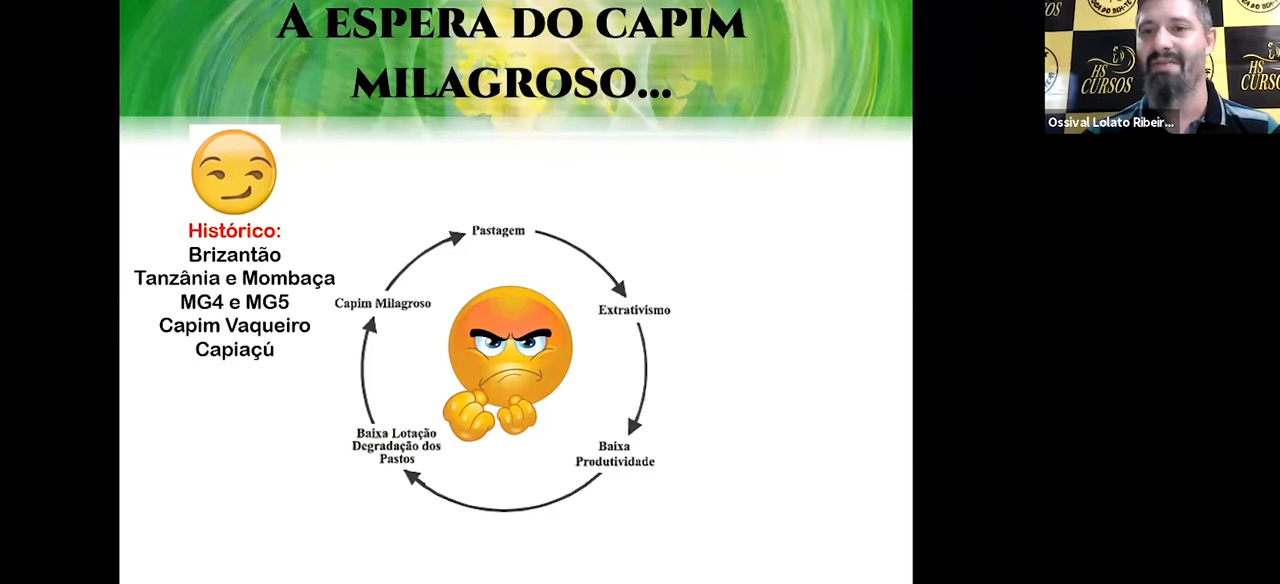 A ESPERA DO CAPIM
MILAGROSO...
Histórico:
Brizantão
Tanzânia e Mombaça
MG4 e MG5
Capim Vaqueiro
Capiaçú
Pastagem
Extrativismo
Baixa
Produtividade
Baixa Lotação
Degradação dos
Pastos
Capim Milagroso
HS
CURSOS
HS
CURSOS
Ossival Lolato Ribeir...